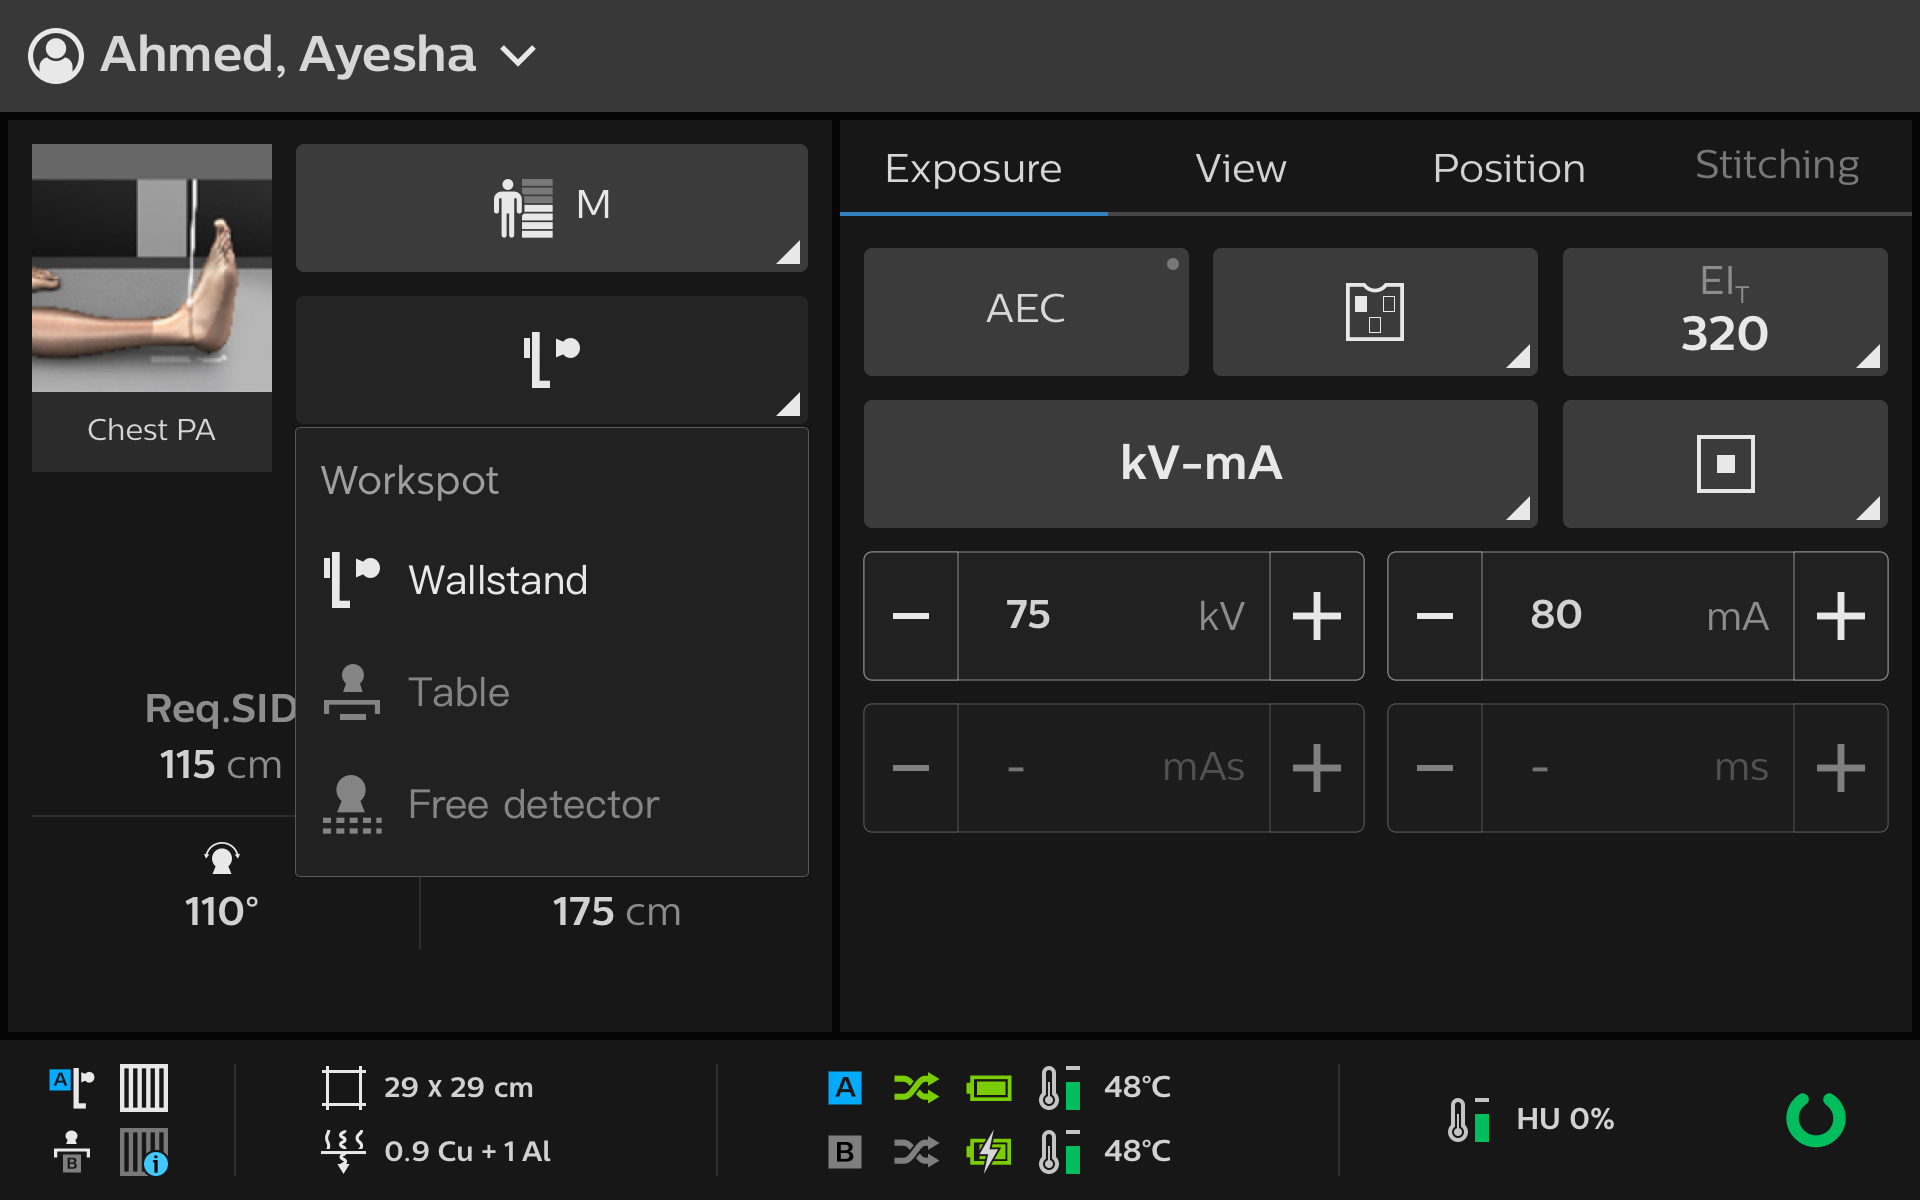 Ahmed, Ayesha
Chest PA
M
Workspot
Wallstand
Table
Free detector
Req.SID
115 cm
110°
175 cm
Exposure
View
Position
Stitching
AEC
EIT
320
kV-mA
75 kV
80 mA
- mAs
- ms
A
B
29 x 29 cm
0.9 Cu + 1 Al
A 48°C
B 48°C
HU 0%